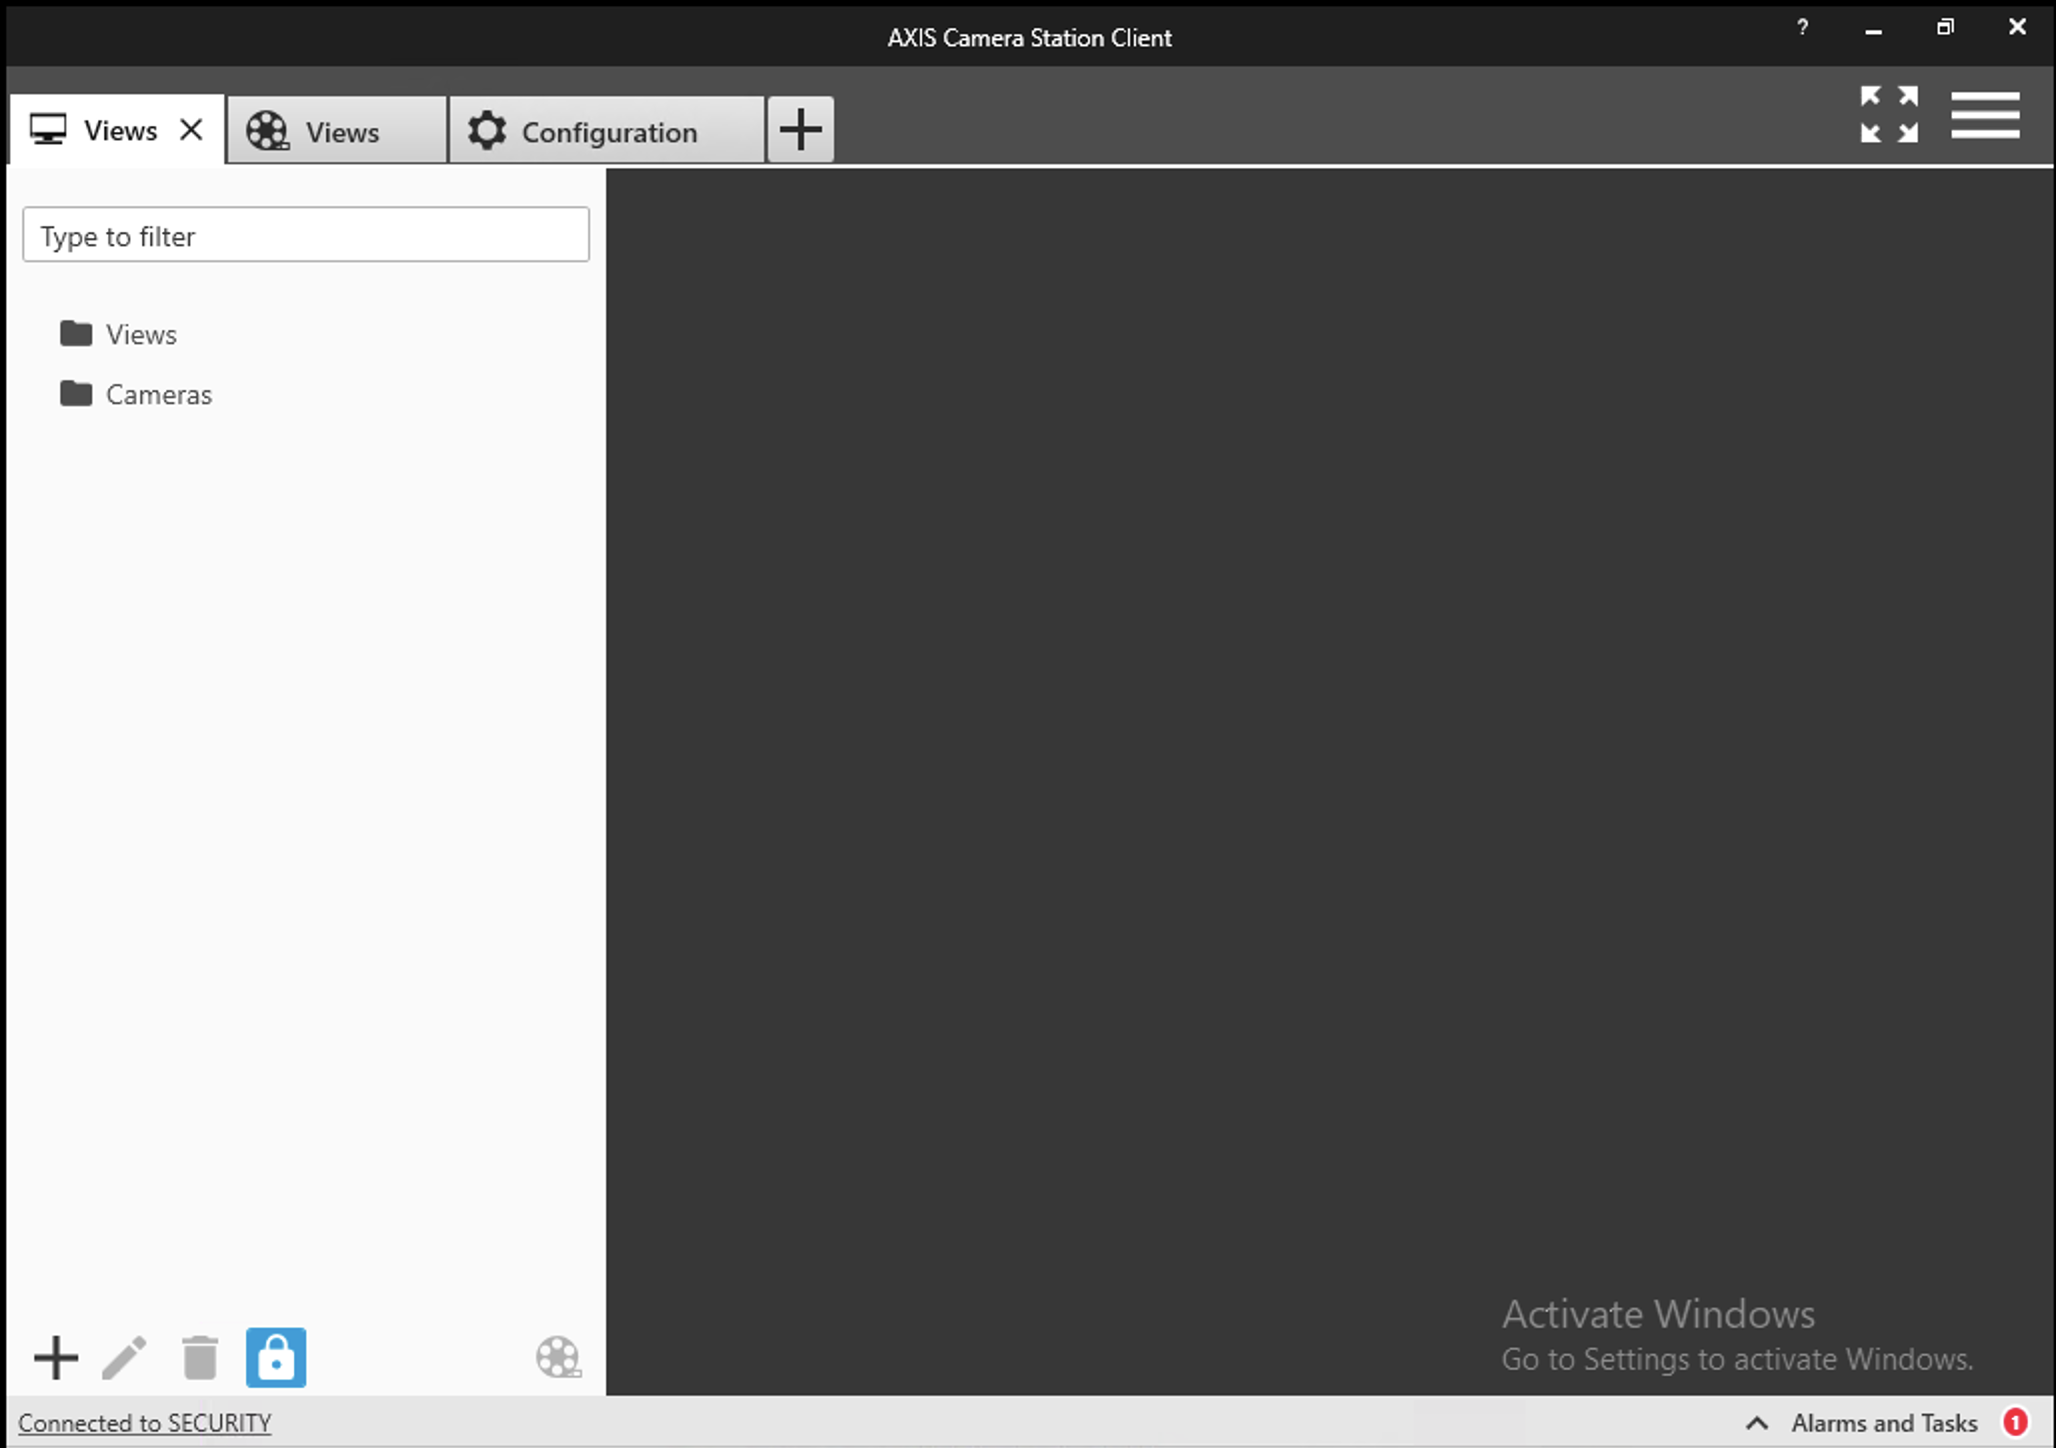 AXIS Camera Station Client
?
Views
Views
Configuration
Type to filter
Views
Cameras
Activate Windows
Go to Settings to activate Windows.
Connected to SECURITY
Alarms and Tasks 1